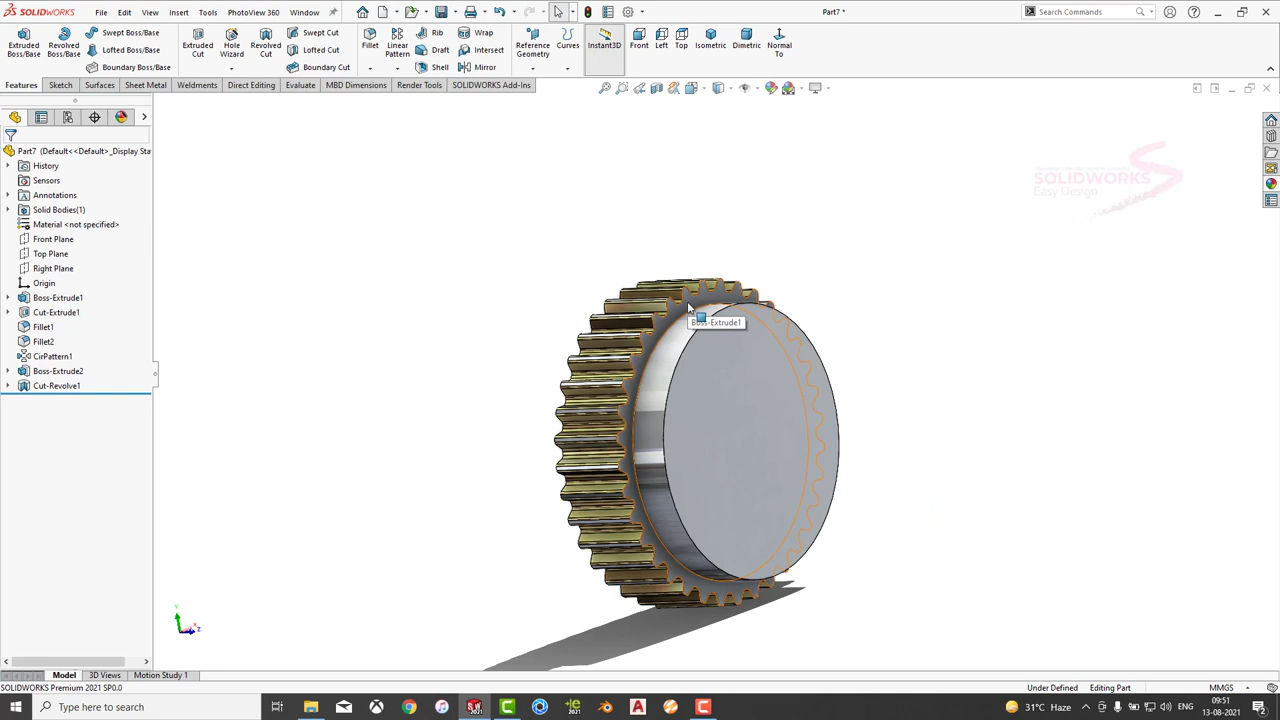 SOLIDWORKS
File
Edit
View
Insert
Tools
PhotoView 360
Window
Part7 *
Search Commands
Extruded Boss/Base
Revolved Boss/Base
Swept Boss/Base
Lofted Boss/Base
Boundary Boss/Base
Extruded Cut
Hole Wizard
Revolved Cut
Swept Cut
Lofted Cut
Boundary Cut
Fillet
Linear Pattern
Rib
Draft
Shell
Wrap
Intersect
Mirror
Reference Geometry
Curves
Instant3D
Front
Left
Top
Isometric
Dimetric
Normal To
Features
Sketch
Surfaces
Sheet Metal
Weldments
Direct Editing
Evaluate
MBD Dimensions
Render Tools
SOLIDWORKS Add-Ins
Part7 (Default<<Default>_Display Sta
History
Sensors
Annotations
Solid Bodies(1)
Material <not specified>
Front Plane
Top Plane
Right Plane
Origin
Boss-Extrude1
Cut-Extrude1
Fillet1
Fillet2
CirPattern1
Boss-Extrude2
Cut-Revolve1
SOLIDWORKS
Easy Design
Boss-Extrude1
Y
X
Z
Model
3D Views
Motion Study 1
SOLIDWORKS Premium 2021 SP0.0
Under Defined
Editing Part
MMGS
Type here to search
31°C Haze
09:51
13-08-2021